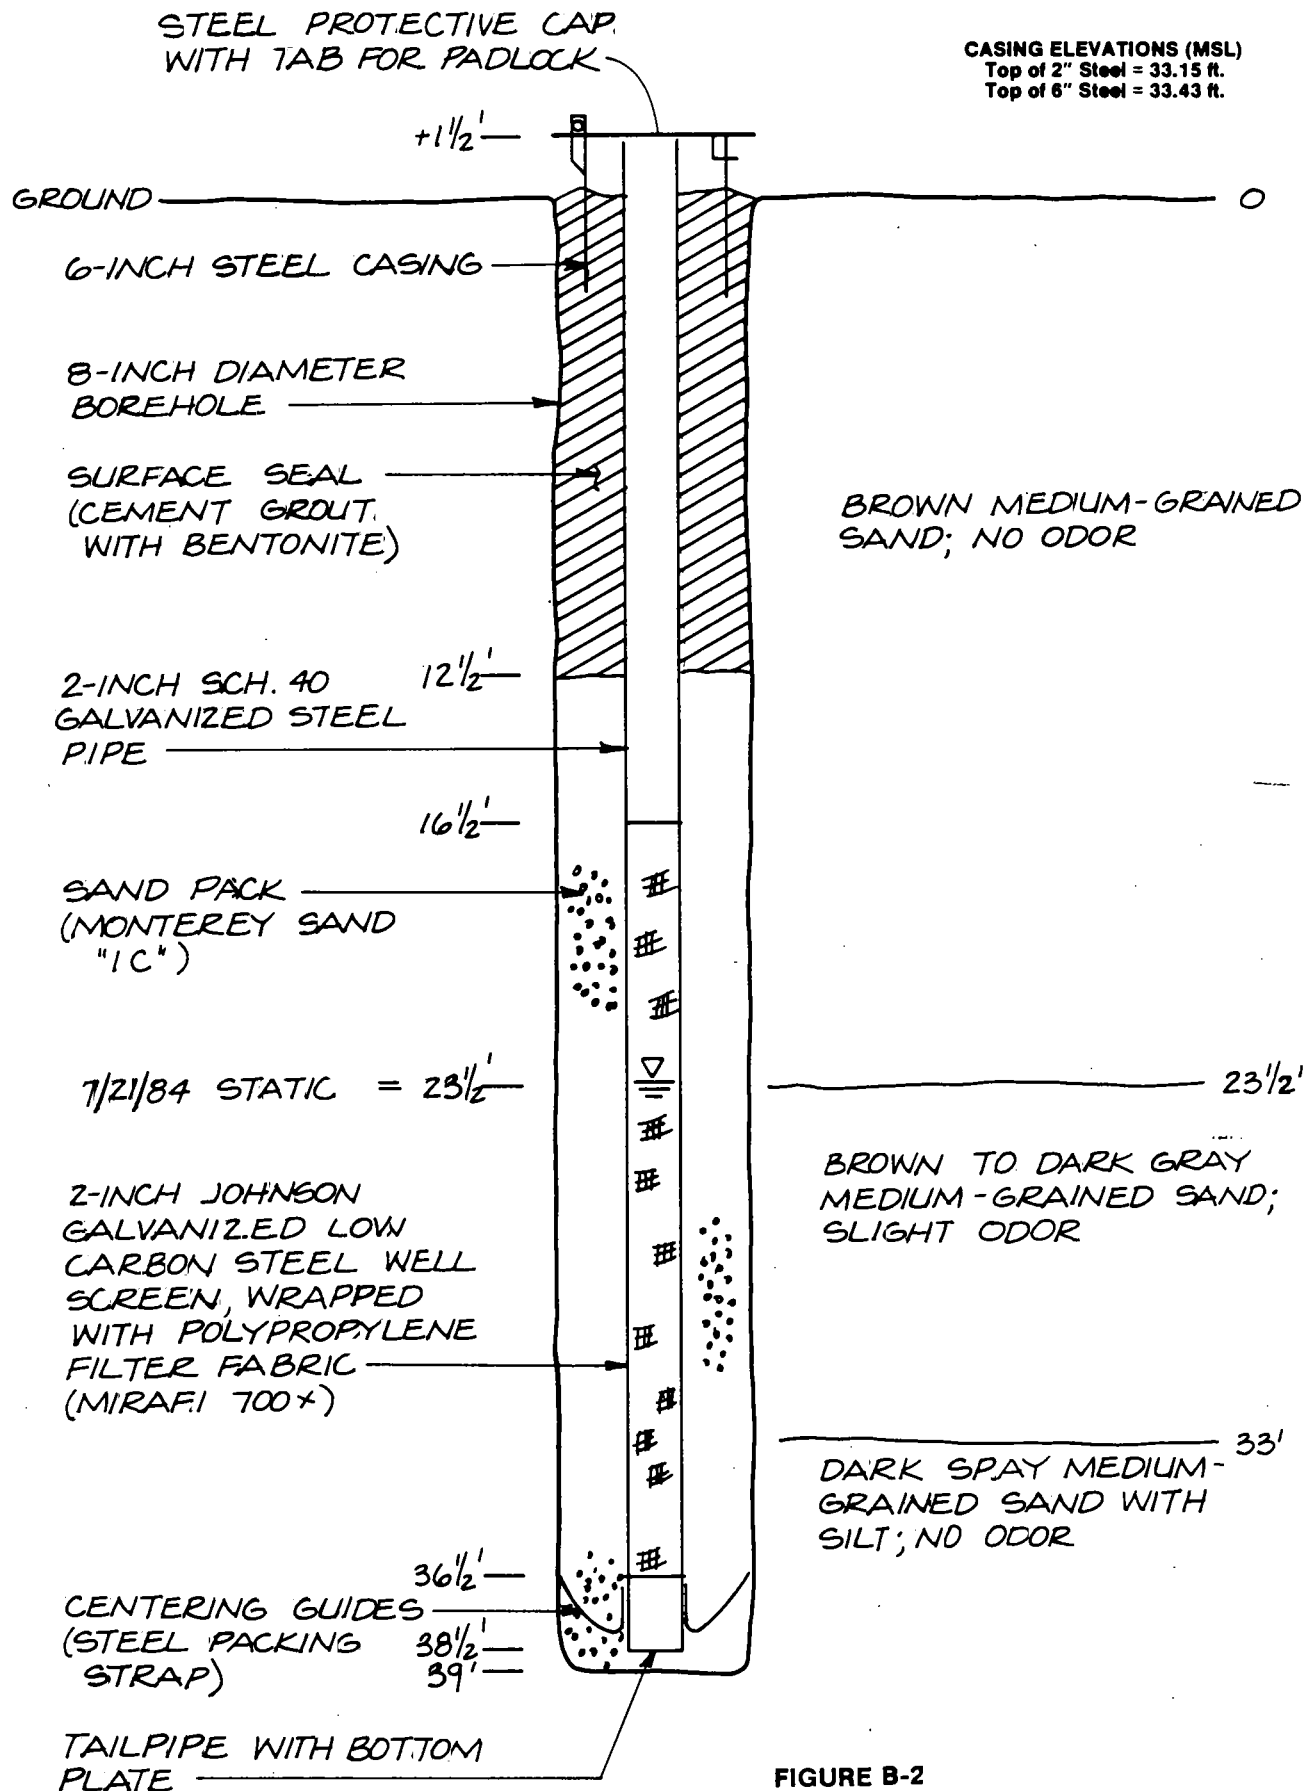 STEEL PROTECTIVE CAP.
WITH TAB FOR PADLOCK
CASING ELEVATIONS (MSL)
Top of 2" Steel = 33.15 ft.
Top of 6" Steel = 33.43 ft.
+1½'
GROUND
0
6-INCH STEEL CASING
8-INCH DIAMETER
BOREHOLE
SURFACE SEAL
(CEMENT GROUT.
WITH BENTONITE)
BROWN MEDIUM-GRAINED
SAND; NO ODOR
12½'
2-INCH SCH. 40
GALVANIZED STEEL
PIPE
16½'
SAND PACK
(MONTEREY SAND
"1C")
7/21/84 STATIC = 23½'
23½'
BROWN TO DARK GRAY
MEDIUM-GRAINED SAND;
SLIGHT ODOR
2-INCH JOHNSON
GALVANIZED LOW
CARBON STEEL WELL
SCREEN, WRAPPED
WITH POLYPROPYLENE
FILTER FABRIC
(MIRAFI 700X)
33'
DARK SPAY MEDIUM-
GRAINED SAND WITH
SILT; NO ODOR
36½'
CENTERING GUIDES
(STEEL PACKING
STRAP)
38½'
39'
TAILPIPE WITH BOTTOM
PLATE
FIGURE B-2